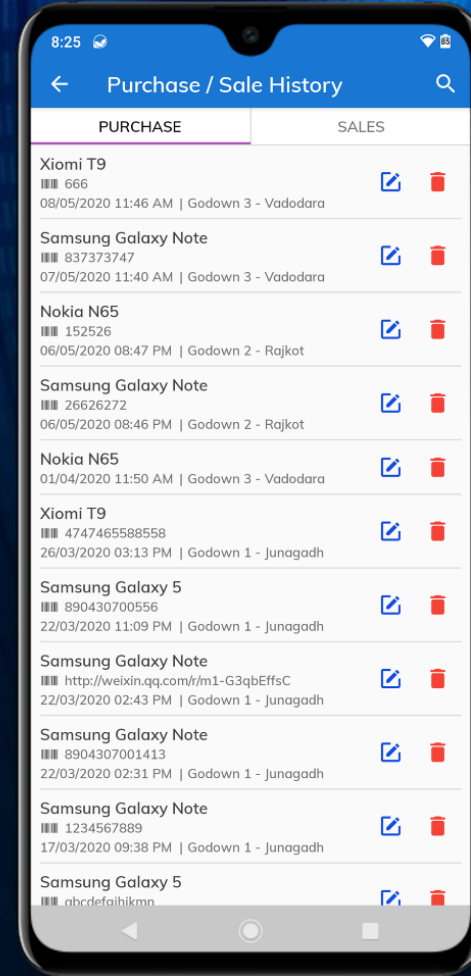 8:25
85
Purchase / Sale History
PURCHASE
SALES
Xiomi T9
666
08/05/2020 11:46 AM | Godown 3 - Vadodara
Samsung Galaxy Note
837373747
07/05/2020 11:40 AM | Godown 3 - Vadodara
Nokia N65
152526
06/05/2020 08:47 PM | Godown 2 - Rajkot
Samsung Galaxy Note
26626272
06/05/2020 08:46 PM | Godown 2 - Rajkot
Nokia N65
01/04/2020 11:50 AM | Godown 3 - Vadodara
Xiomi T9
4747465588558
26/03/2020 03:13 PM | Godown 1 - Junagadh
Samsung Galaxy 5
890430700556
22/03/2020 11:09 PM | Godown 1 - Junagadh
Samsung Galaxy Note
http://weixin.qq.com/r/m1-G3qbEffsC
22/03/2020 02:43 PM | Godown 1 - Junagadh
Samsung Galaxy Note
8904307001413
22/03/2020 02:31 PM | Godown 1 - Junagadh
Samsung Galaxy Note
1234567889
17/03/2020 09:38 PM | Godown 1 - Junagadh
Samsung Galaxy 5